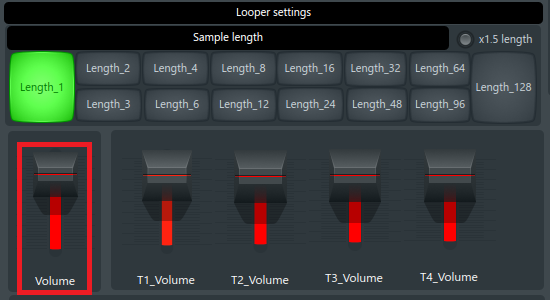 Looper settings
Sample length
x1.5 length
Length_1
Length_2
Length_4
Length_8
Length_16
Length_32
Length_64
Length_128
Length_3
Length_6
Length_12
Length_24
Length_48
Length_96
Volume
T1_Volume
T2_Volume
T3_Volume
T4_Volume